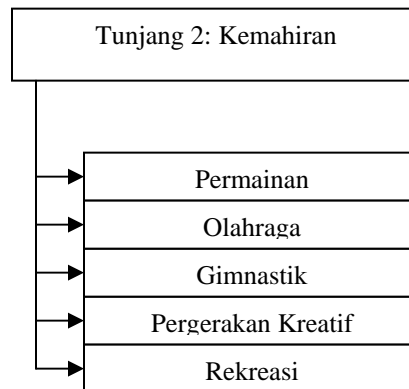 Tunjang 2: Kemahiran
Permainan
Olahraga
Gimnastik
Pergerakan Kreatif
Rekreasi